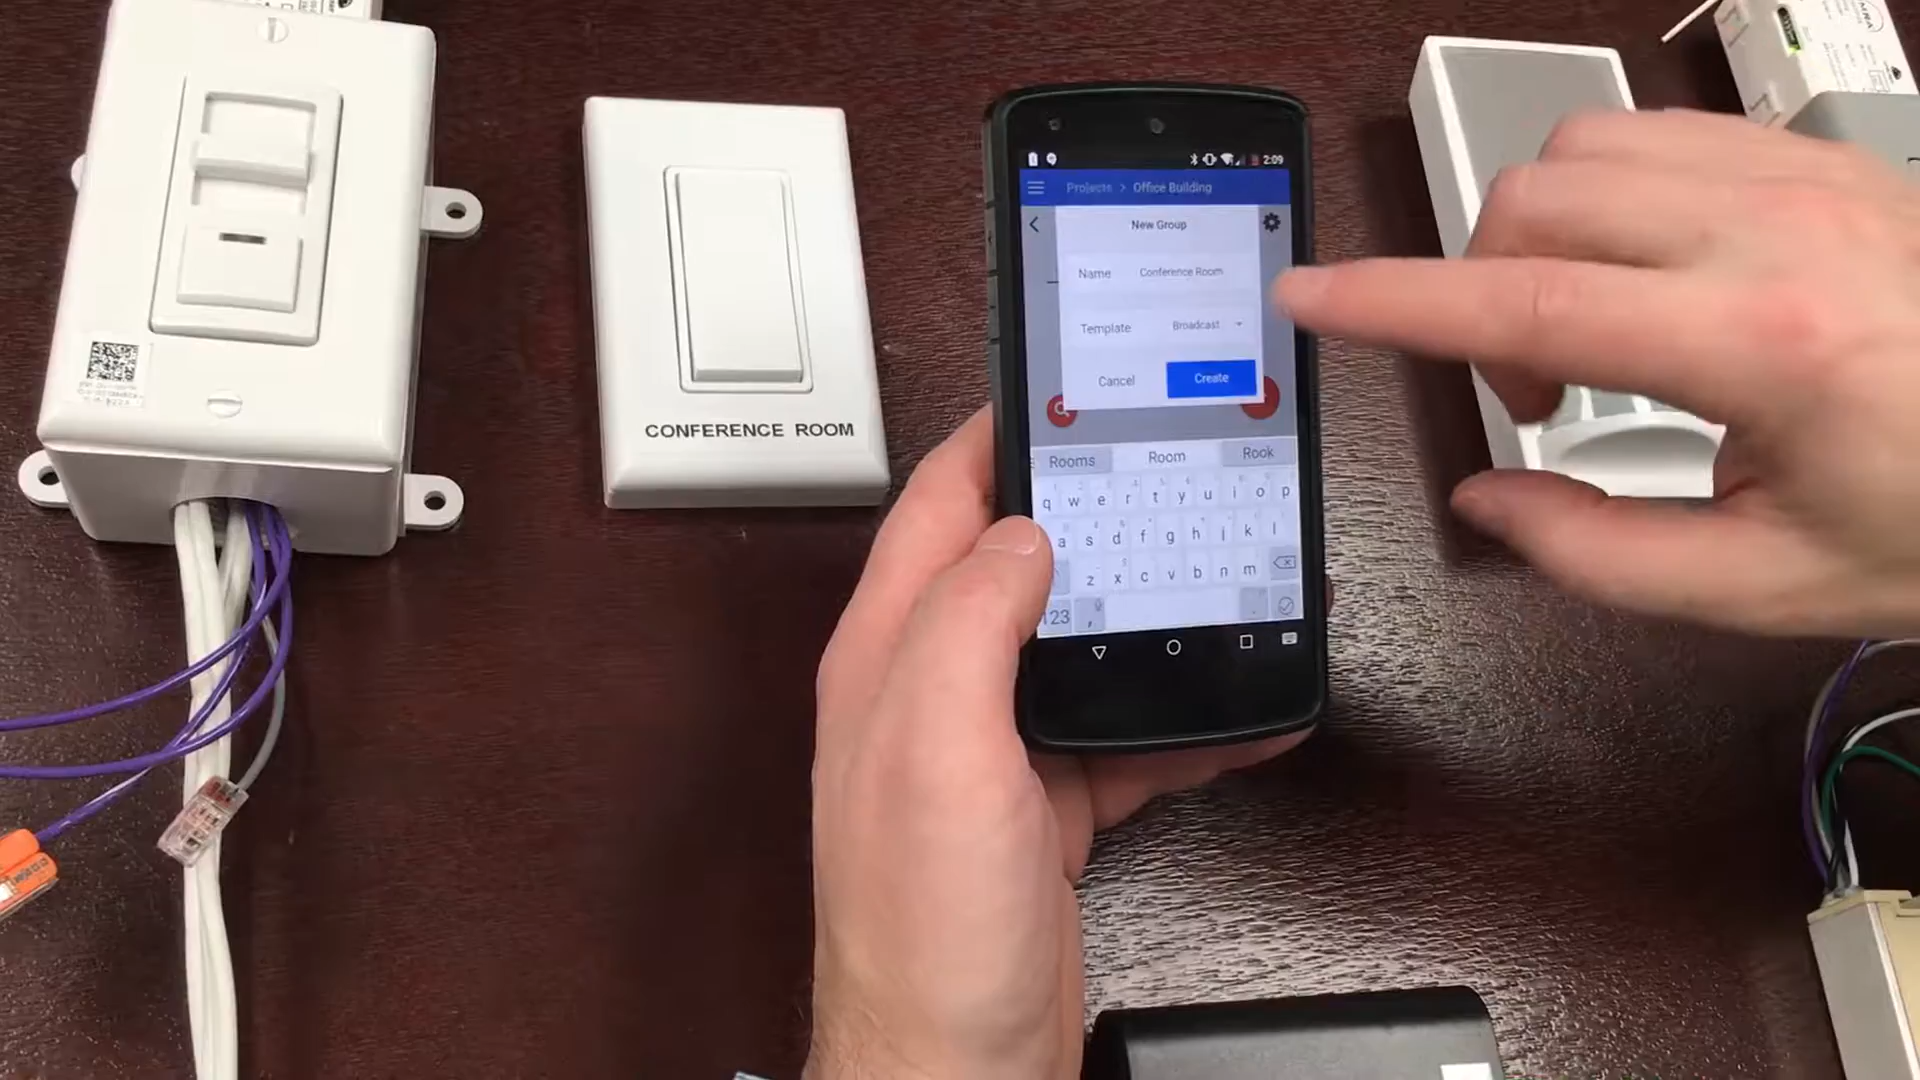 2:09
Projects > Office Building
New Group
Name Conference Room
Template Broadcast
Cancel Create
Rooms Room Rook
q w e r t y u i o p
a s d f g h j k l
z x c v b n m
123 , .
CONFERENCE ROOM